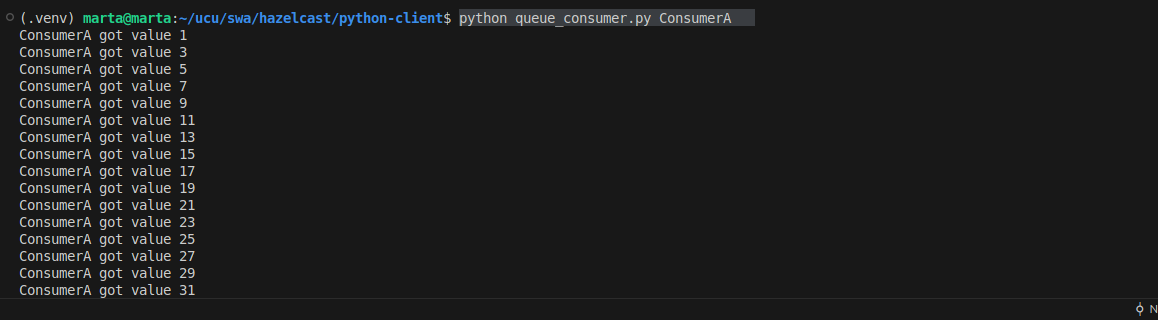 (.venv) marta@marta:~/ucu/swa/hazelcast/python-client$ python queue_consumer.py ConsumerA
ConsumerA got value 1
ConsumerA got value 3
ConsumerA got value 5
ConsumerA got value 7
ConsumerA got value 9
ConsumerA got value 11
ConsumerA got value 13
ConsumerA got value 15
ConsumerA got value 17
ConsumerA got value 19
ConsumerA got value 21
ConsumerA got value 23
ConsumerA got value 25
ConsumerA got value 27
ConsumerA got value 29
ConsumerA got value 31
N